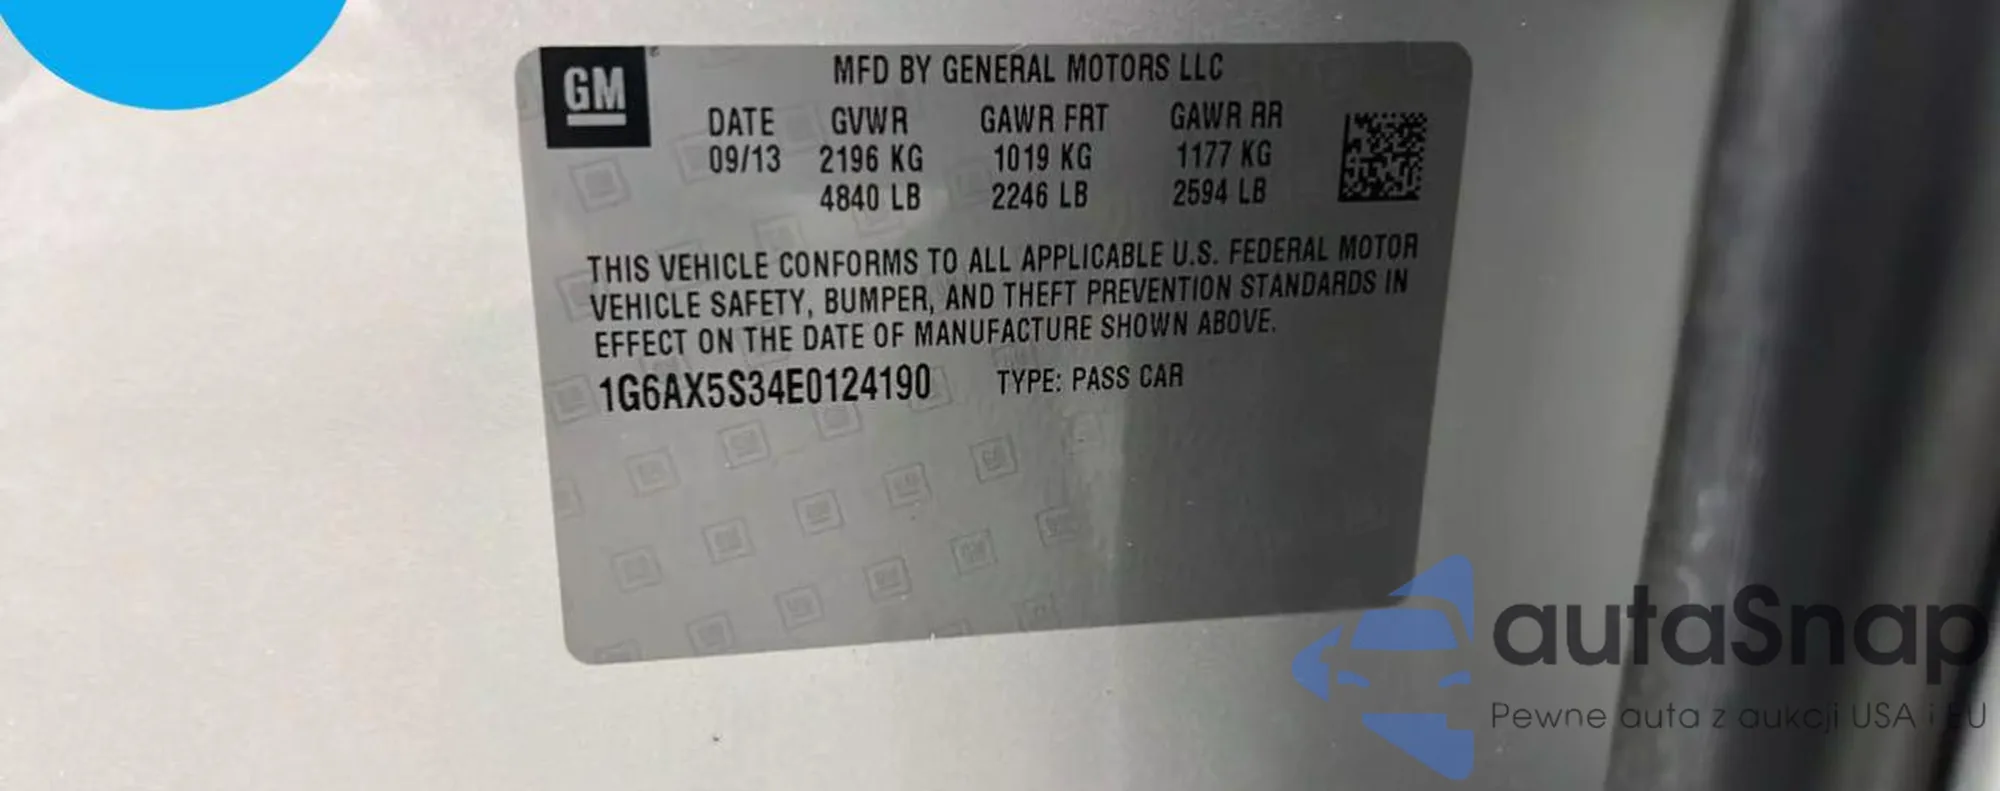 GM
MFD BY GENERAL MOTORS LLC
DATE GVWR GAWR FRT GAWR RR
09/13 2196 KG 1019 KG 1177 KG
4840 LB 2246 LB 2594 LB
THIS VEHICLE CONFORMS TO ALL APPLICABLE U.S. FEDERAL MOTOR
VEHICLE SAFETY, BUMPER, AND THEFT PREVENTION STANDARDS IN
EFFECT ON THE DATE OF MANUFACTURE SHOWN ABOVE.
1G6AX5S34E0124190 TYPE: PASS CAR
autaSnap
Pewne auta z aukcji USA i EU